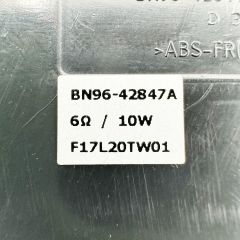 D
>ABS-FR
BN96-42847A
6Ω / 10W
F17L20TW01